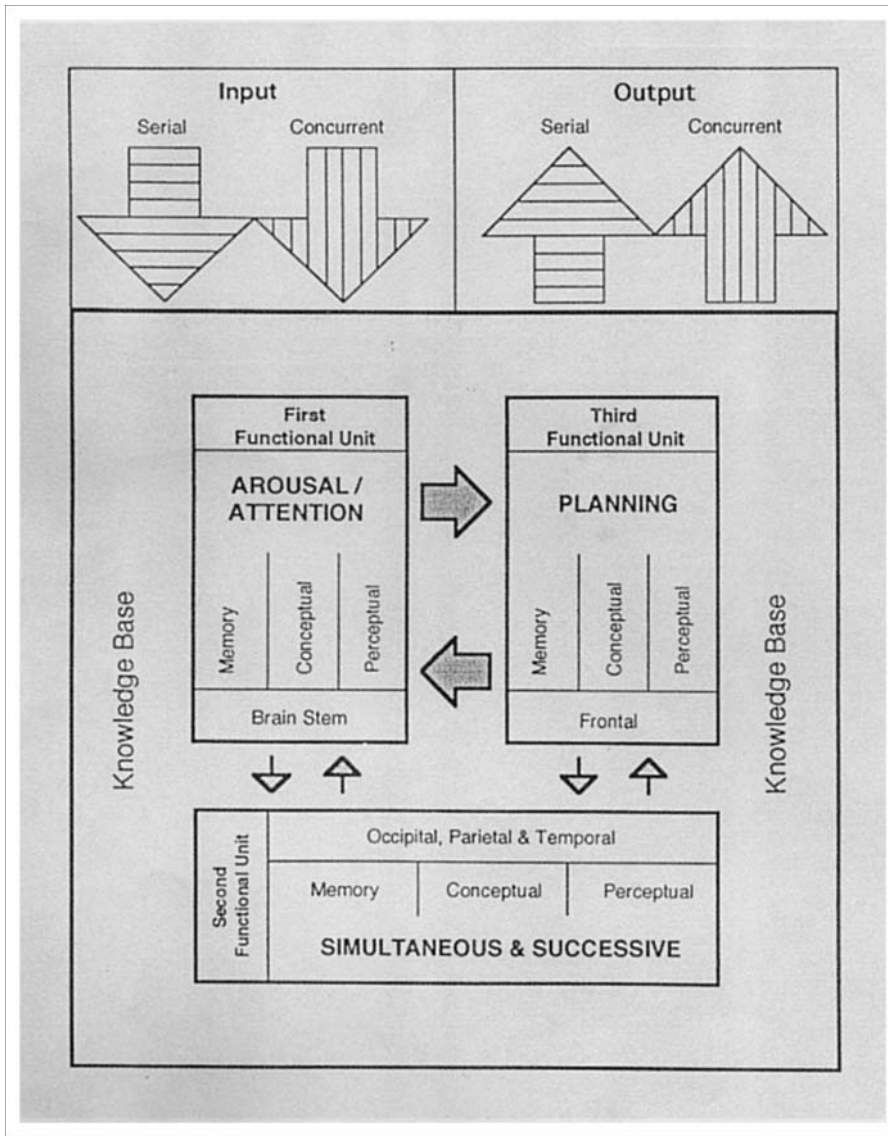 Input
Output
Serial
Concurrent
Serial
Concurrent
First
Functional Unit
AROUSAL /
ATTENTION
Memory
Conceptual
Perceptual
Brain Stem
Third
Functional Unit
PLANNING
Memory
Conceptual
Perceptual
Frontal
Knowledge Base
Knowledge Base
Second
Functional Unit
Occipital, Parietal & Temporal
Memory
Conceptual
Perceptual
SIMULTANEOUS & SUCCESSIVE